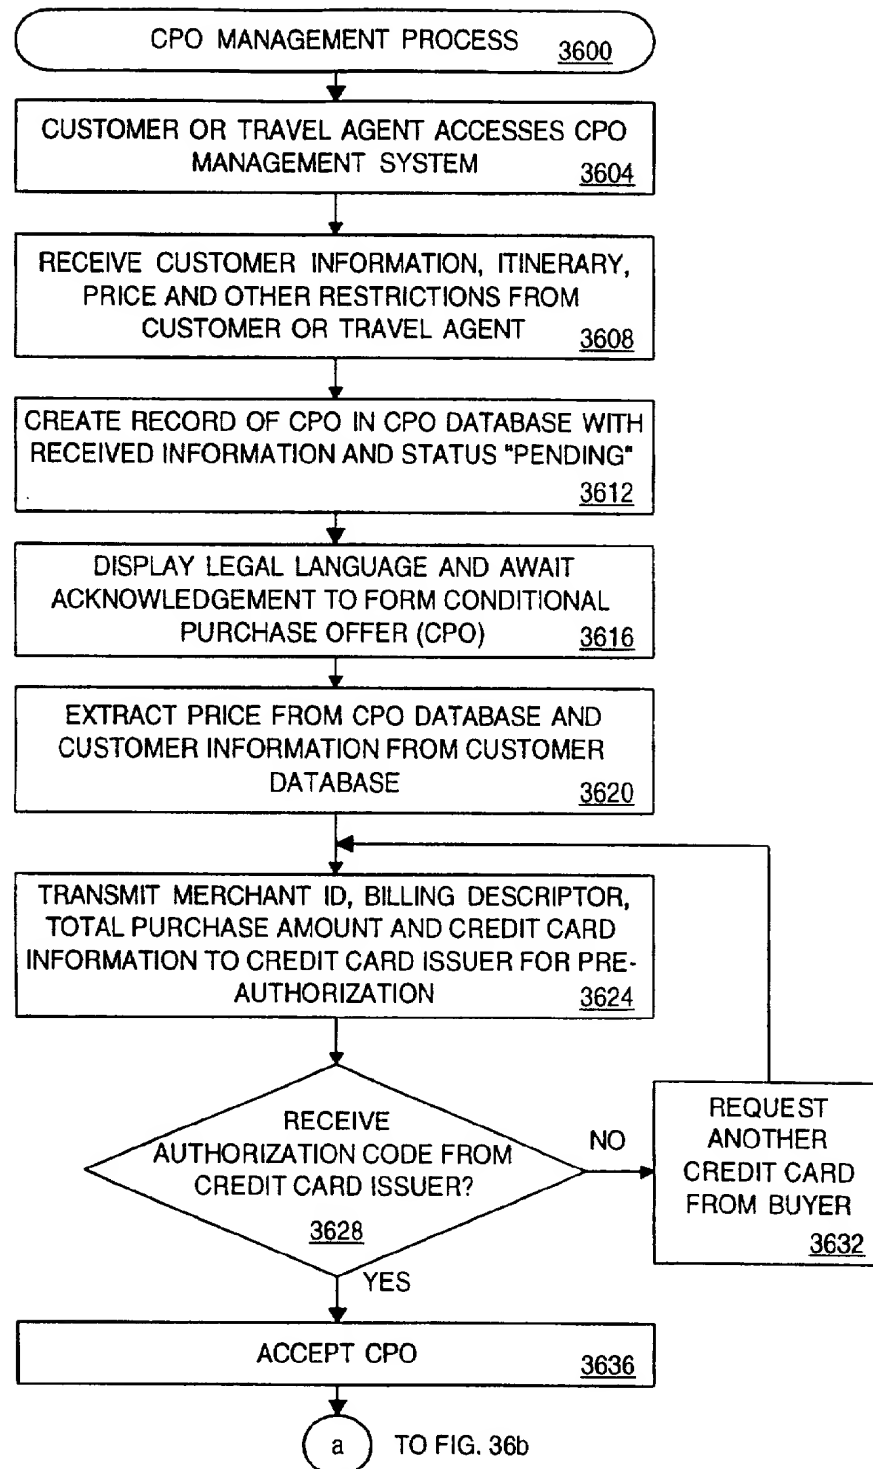 CPO MANAGEMENT PROCESS 3600
CUSTOMER OR TRAVEL AGENT ACCESSES CPO
MANAGEMENT SYSTEM 3604
RECEIVE CUSTOMER INFORMATION, ITINERARY,
PRICE AND OTHER RESTRICTIONS FROM
CUSTOMER OR TRAVEL AGENT 3608
CREATE RECORD OF CPO IN CPO DATABASE WITH
RECEIVED INFORMATION AND STATUS "PENDING"
3612
DISPLAY LEGAL LANGUAGE AND AWAIT
ACKNOWLEDGEMENT TO FORM CONDITIONAL
PURCHASE OFFER (CPO) 3616
EXTRACT PRICE FROM CPO DATABASE AND
CUSTOMER INFORMATION FROM CUSTOMER
DATABASE 3620
TRANSMIT MERCHANT ID, BILLING DESCRIPTOR,
TOTAL PURCHASE AMOUNT AND CREDIT CARD
INFORMATION TO CREDIT CARD ISSUER FOR PRE-
AUTHORIZATION 3624
RECEIVE
AUTHORIZATION CODE FROM
CREDIT CARD ISSUER?
3628
NO
REQUEST
ANOTHER
CREDIT CARD
FROM BUYER
3632
YES
ACCEPT CPO 3636
a TO FIG. 36b